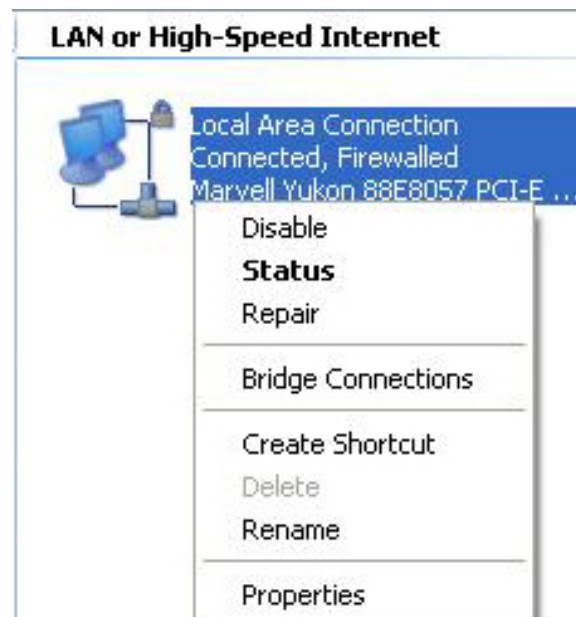 LAN or High-Speed Internet
Local Area Connection
Connected, Firewalled
Marvell Yukon 88E8057 PCI-E ...
Disable
Status
Repair
Bridge Connections
Create Shortcut
Delete
Rename
Properties